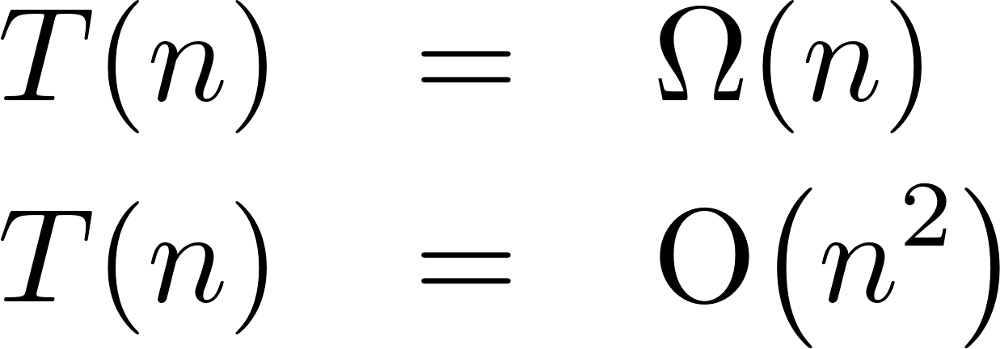 T(n) = Ω(n)
T(n) = O(n²)